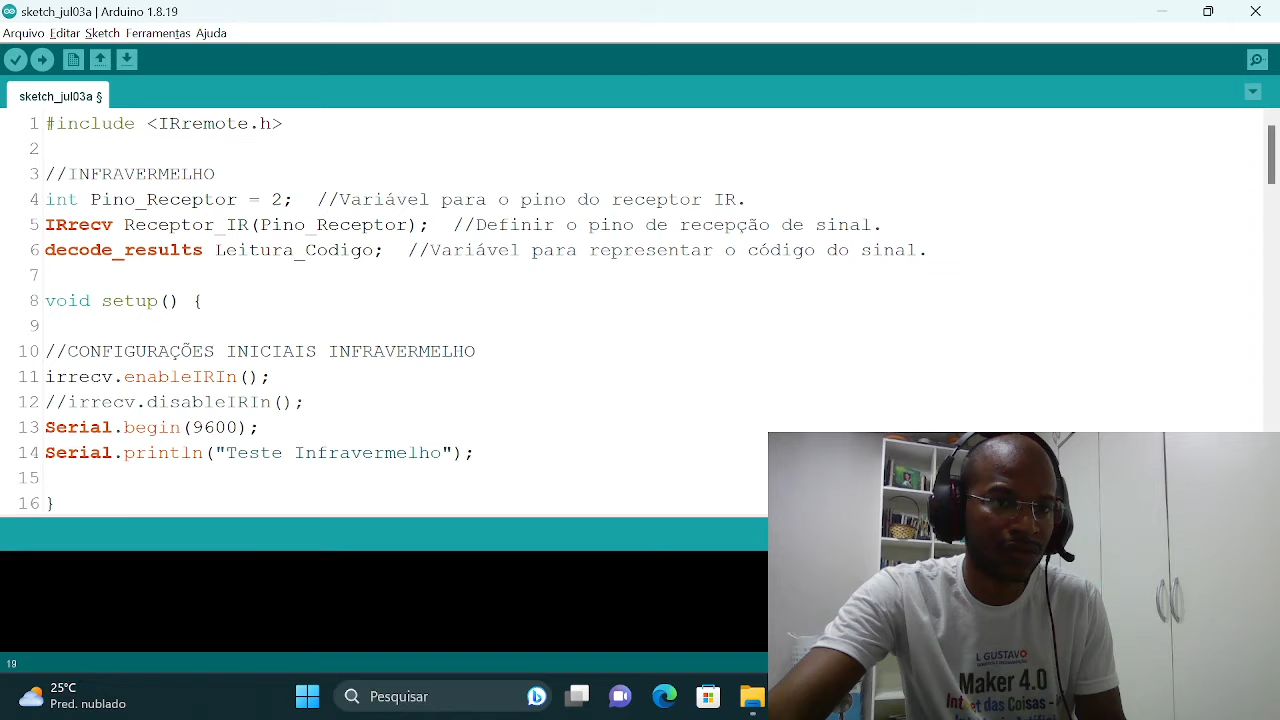 sketch_jul03a | Arduino 1.8.19
Arquivo Editar Sketch Ferramentas Ajuda
sketch_jul03a §
1 #include <IRremote.h>
2
3 //INFRAVERMELHO
4 int Pino_Receptor = 2; //Variável para o pino do receptor IR.
5 IRrecv Receptor_IR(Pino_Receptor); //Definir o pino de recepção de sinal.
6 decode_results Leitura_Codigo; //Variável para representar o código do sinal.
7
8 void setup() {
9
10 //CONFIGURAÇÕES INICIAIS INFRAVERMELHO
11 irrecv.enableIRIn();
12 //irrecv.disableIRIn();
13 Serial.begin(9600);
14 Serial.println("Teste Infravermelho");
15
16 }
19
25°C
Pred. nublado
Pesquisar
L GUSTAVO
Maker 4.0